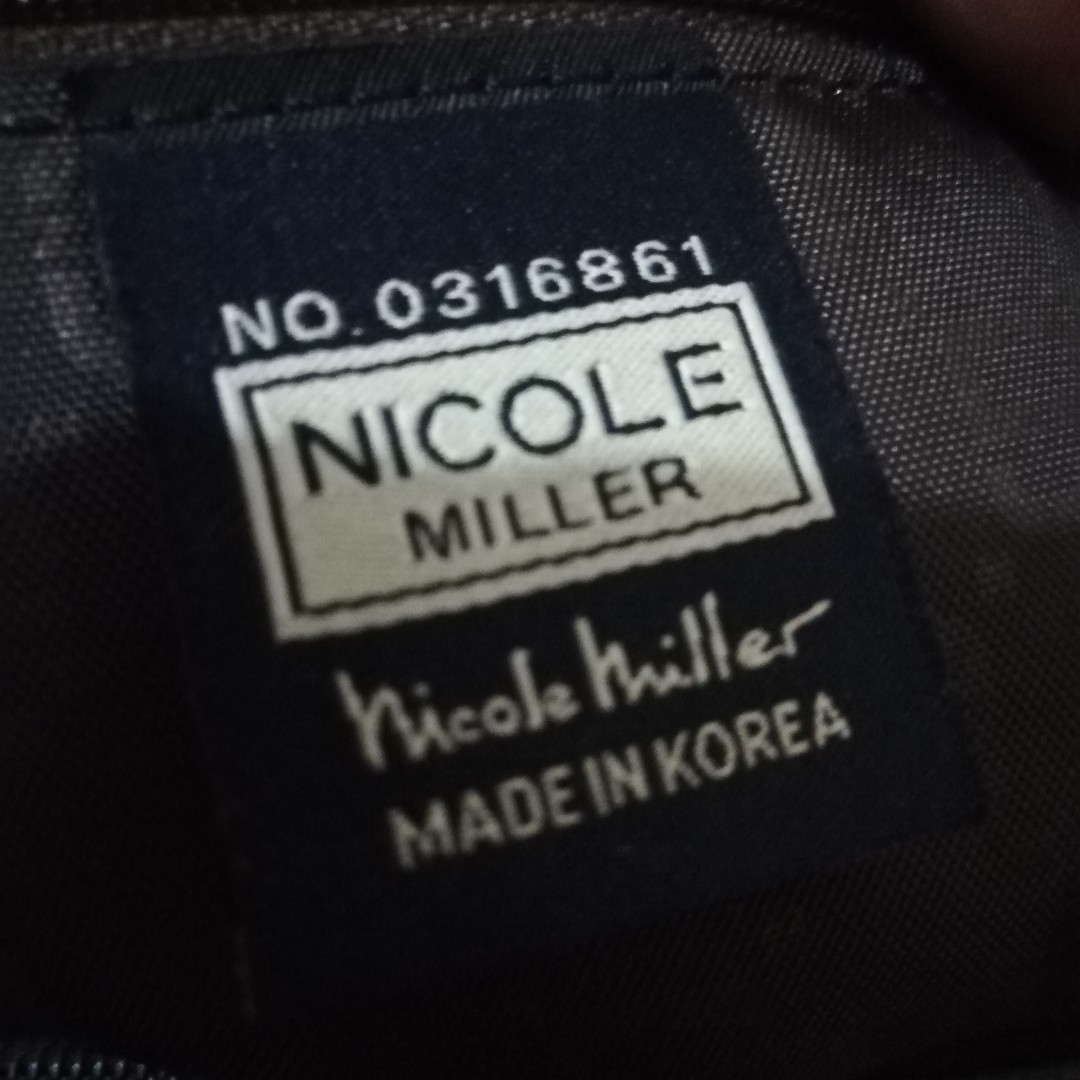 NO. 0316861
NICOLE
MILLER
Nicole Miller
MADE IN KOREA